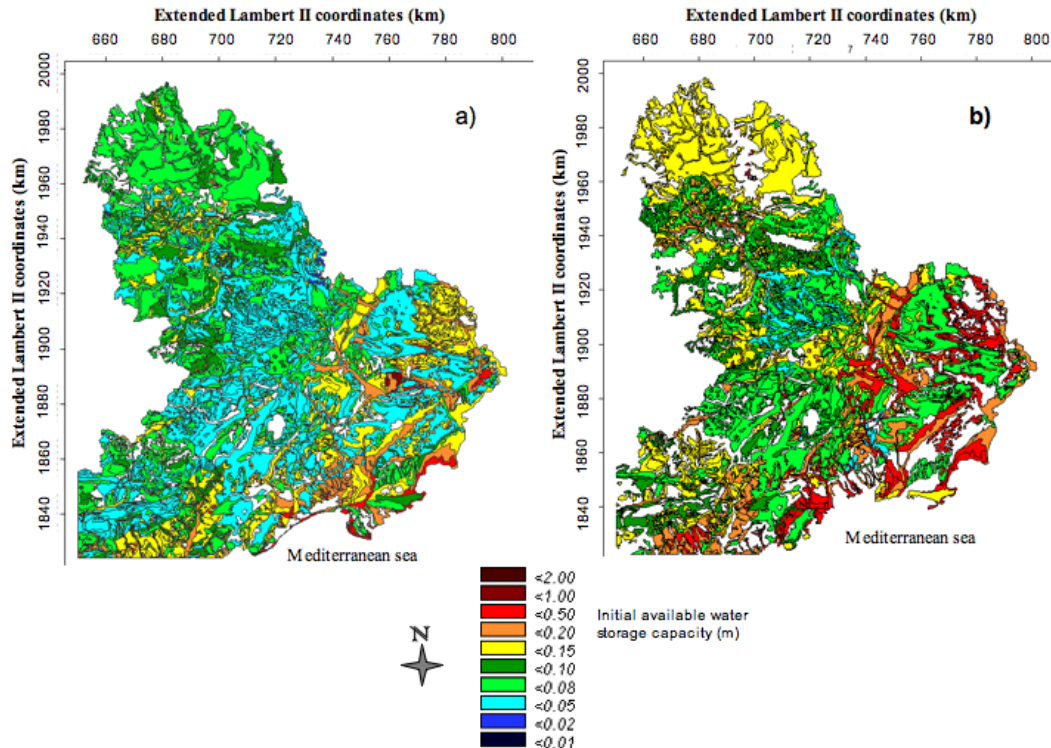 Extended Lambert II coordinates (km)
660 680 700 720 740 760 780 800
Extended Lambert II coordinates (km)
2000
1980
1960
1940
1920
1900
1880
1860
1840
a)
Mediterranean sea
Extended Lambert II coordinates (km)
660 680 700 720 740 760 780 800
Extended Lambert II coordinates (km)
2000
1980
1960
1940
1920
1900
1880
1860
1840
b)
Mediterranean sea
N
<2.00
<1.00
<0.50
<0.20
<0.15
<0.10
<0.08
<0.05
<0.02
<0.01
Initial available water
storage capacity (m)